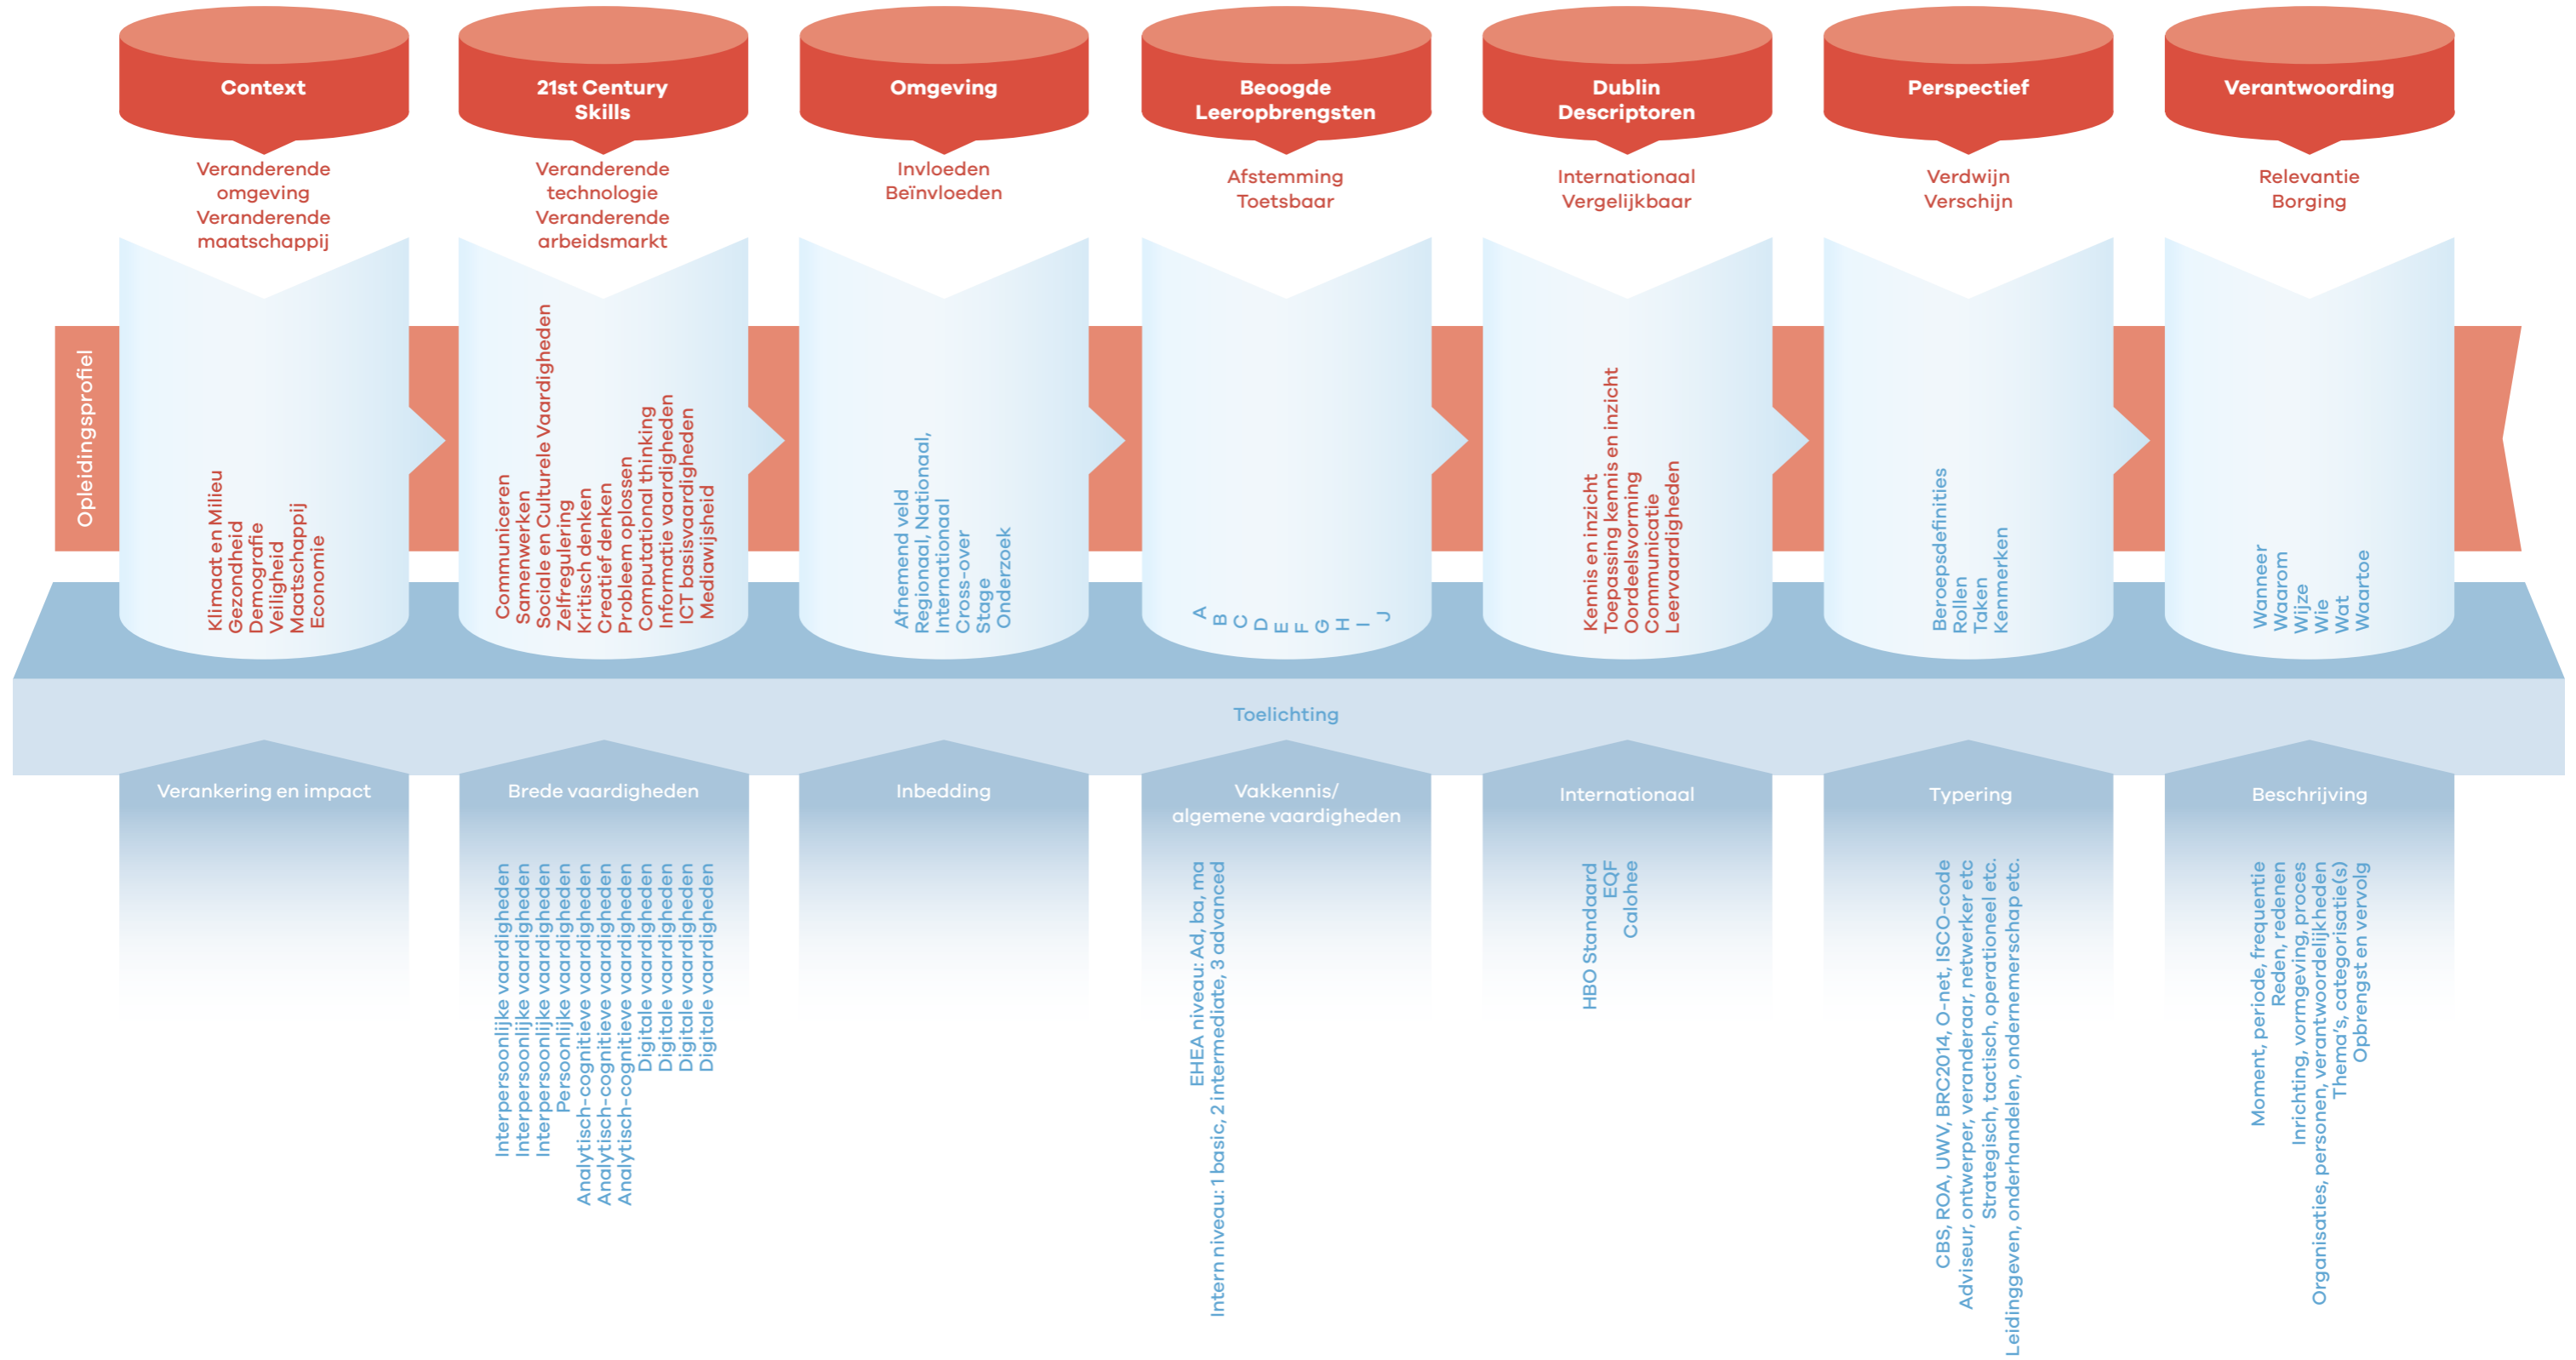 Context
Veranderende
omgeving
Veranderende
maatschappij
21st Century
Skills
Veranderende
technologie
Veranderende
arbeidsmarkt
Omgeving
Invloeden
Beïnvloeden
Beoogde
Leeropbrengsten
Afstemming
Toetsbaar
Dublin
Descriptoren
Internationaal
Vergelijkbaar
Perspectief
Verdwijn
Verschijn
Verantwoording
Relevantie
Borging
Opleidingsprofiel
Klimaat en Milieu
Gezondheid
Demografie
Veiligheid
Maatschappij
Economie
Communiceren
Samenwerken
Sociale en Culturele Vaardigheden
Zelfregulering
Kritisch denken
Creatief denken
Probleem oplossen
Computational thinking
Informatie vaardigheden
ICT basisvaardigheden
Mediawijsheid
Afnemend veld
Regionaal, Nationaal,
Internationaal
Cross-over
Stage
Onderzoek
A
B
C
D
E
F
G
H
I
J
Kennis en inzicht
Toepassing kennis en inzicht
Oordeelsvorming
Communicatie
Leervaardigheden
Beroepsdefinities
Rollen
Taken
Kenmerken
Wanneer
Waarom
Wijze
Wie
Wat
Waartoe
Toelichting
Verankering en impact
Brede vaardigheden
Interpersoonlijke vaardigheden
Interpersoonlijke vaardigheden
Interpersoonlijke vaardigheden
Persoonlijke vaardigheden
Analytisch-cognitieve vaardigheden
Analytisch-cognitieve vaardigheden
Analytisch-cognitieve vaardigheden
Digitale vaardigheden
Digitale vaardigheden
Digitale vaardigheden
Digitale vaardigheden
Inbedding
Vakkennis/
algemene vaardigheden
EHEA niveau: Ad, ba, ma
Intern niveau: 1 basic, 2 intermediate, 3 advanced
Internationaal
HBO Standaard
EQF
Calohee
Typering
CBS, ROA, UWV, BRC2014, O-net, ISCO-code
Adviseur, ontwerper, veranderaar, netwerker etc
Strategisch, tactisch, operationeel etc.
Leidinggeven, onderhandelen, ondernemerschap etc.
Beschrijving
Moment, periode, frequentie
Reden, redenen
Inrichting, vormgeving, proces
Organisaties, personen, verantwoordelijkheden
Thema's, categorisatie(s)
Opbrengst en vervolg